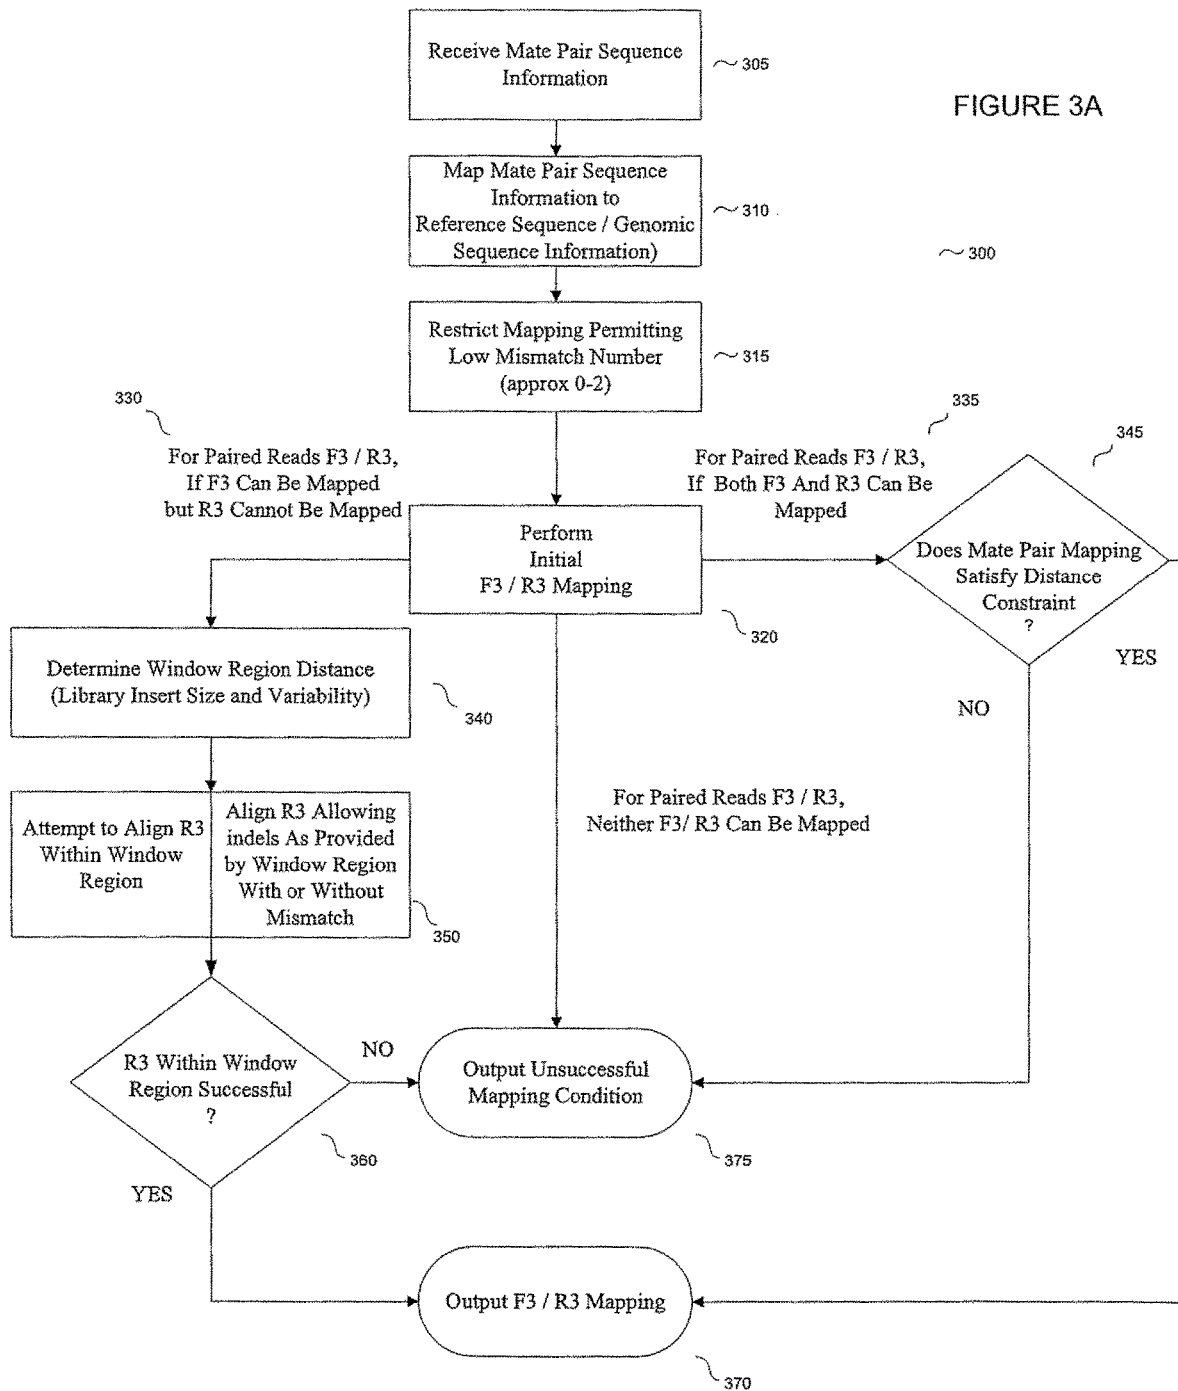 Receive Mate Pair Sequence
Information
305
FIGURE 3A
Map Mate Pair Sequence
Information to
Reference Sequence / Genomic
Sequence Information)
310
300
Restrict Mapping Permitting
Low Mismatch Number
(approx 0-2)
315
330
For Paired Reads F3 / R3,
If F3 Can Be Mapped
but R3 Cannot Be Mapped
335
For Paired Reads F3 / R3,
If Both F3 And R3 Can Be
Mapped
345
Perform
Initial
F3 / R3 Mapping
320
Does Mate Pair Mapping
Satisfy Distance
Constraint
?
YES
NO
Determine Window Region Distance
(Library Insert Size and Variability)
340
For Paired Reads F3 / R3,
Neither F3/ R3 Can Be Mapped
Attempt to Align R3
Within Window
Region
Align R3 Allowing
indels As Provided
by Window Region
With or Without
Mismatch
350
R3 Within Window
Region Successful
?
NO
360
YES
Output Unsuccessful
Mapping Condition
375
Output F3 / R3 Mapping
370